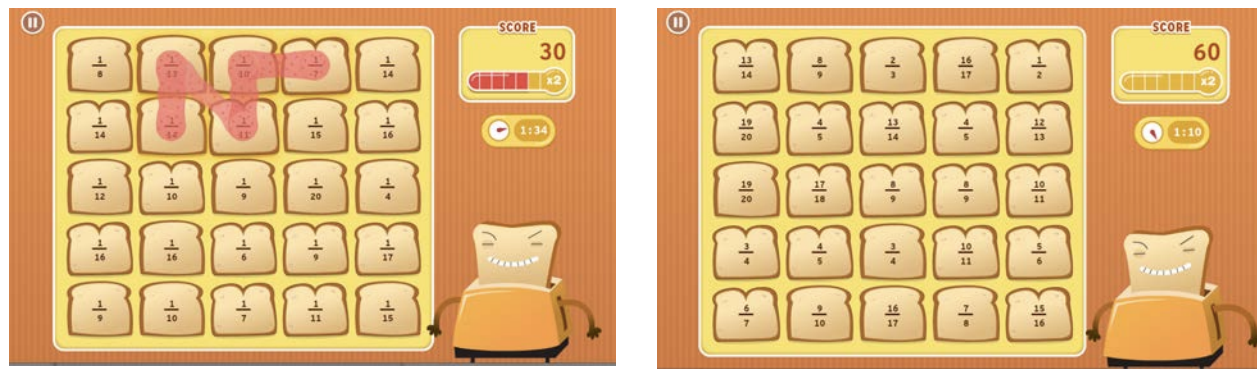 SCORE
30
x2
1:34
1/8 1/10 1/7 1/14
1/14 1/11 1/15 1/16
1/12 1/10 1/9 1/20 1/4
1/16 1/16 1/6 1/9 1/17
1/9 1/10 1/7 1/11 1/15
SCORE
60
x2
1:10
13/14 8/9 2/3 16/17 1/2
19/20 4/5 13/14 4/5 12/13
19/20 17/18 8/9 8/9 10/11
3/4 4/5 3/4 10/11 5/6
6/7 9/10 16/17 7/8 15/16